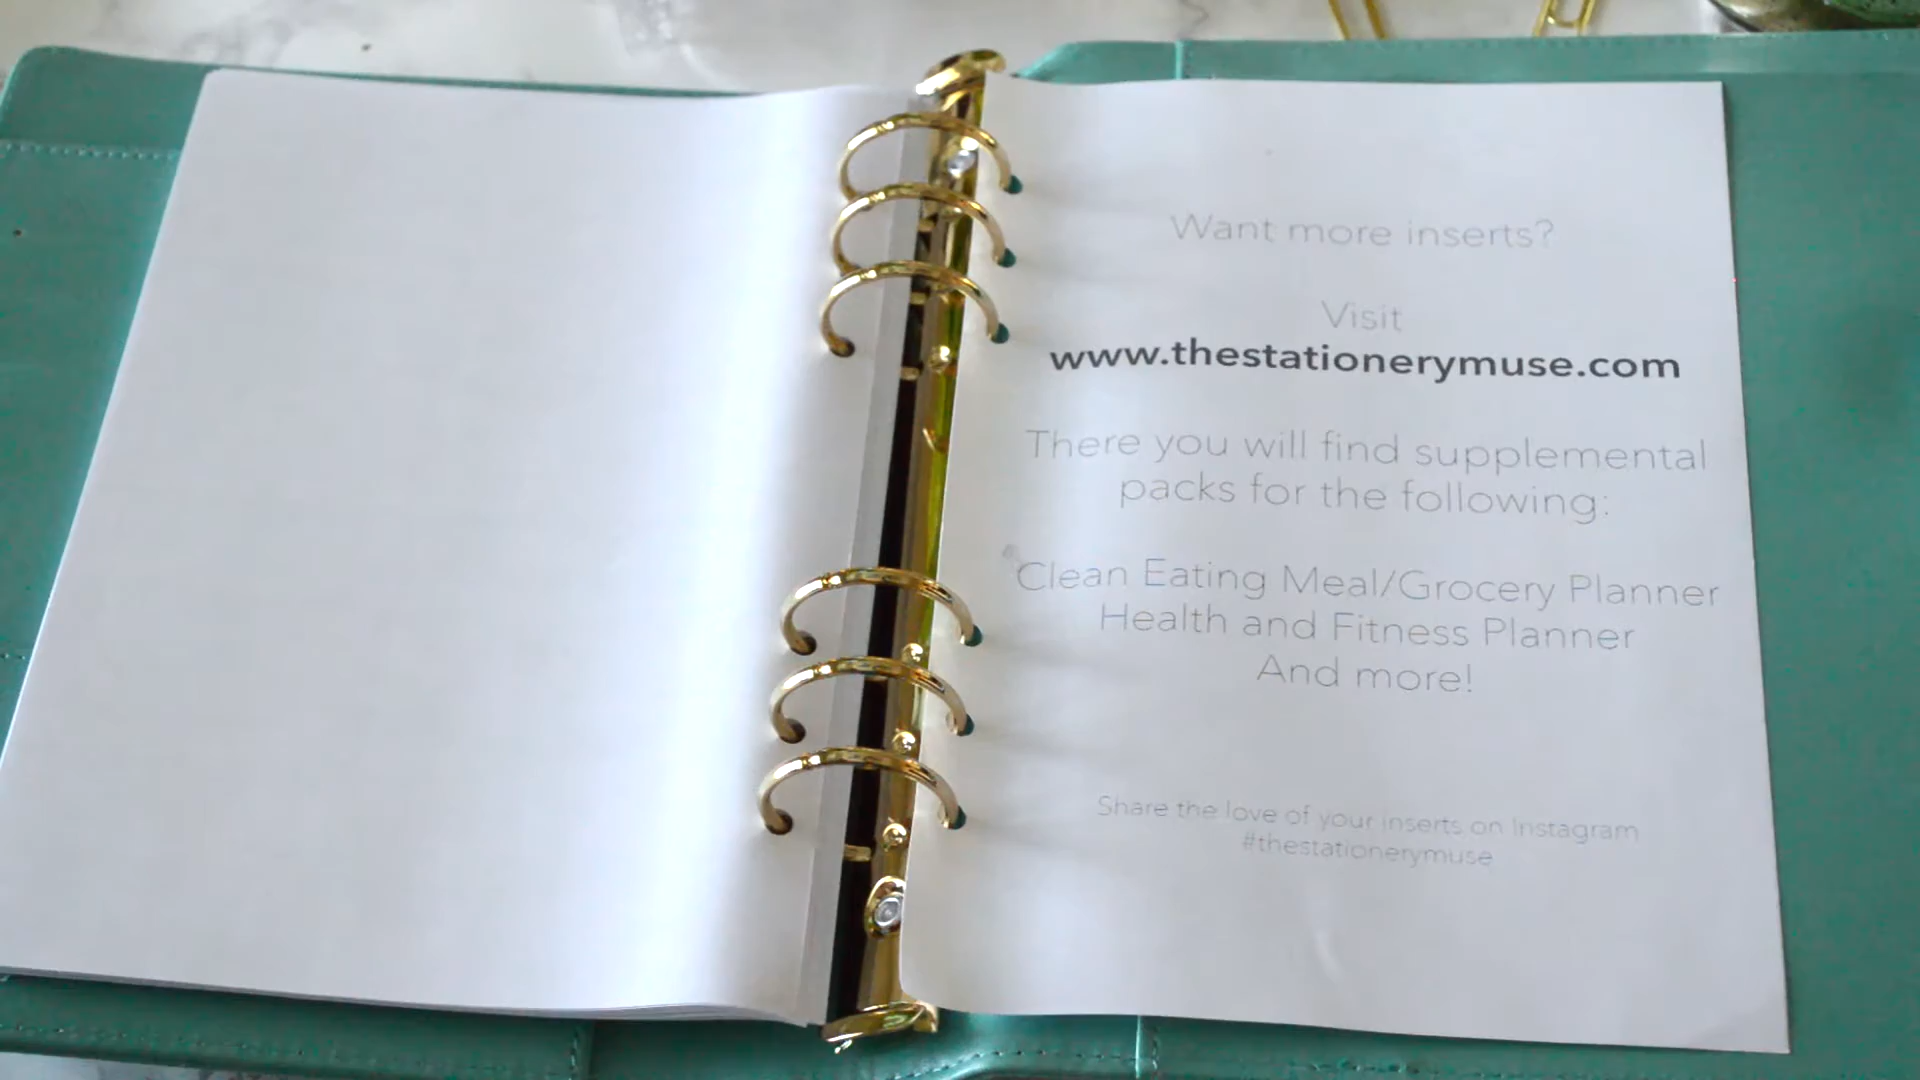 Want more inserts?
Visit
www.thestationerymuse.com
There you will find supplemental
packs for the following:
Clean Eating Meal/Grocery Planner
Health and Fitness Planner
And more!
Share the love of your inserts on Instagram
#thestationerymuse